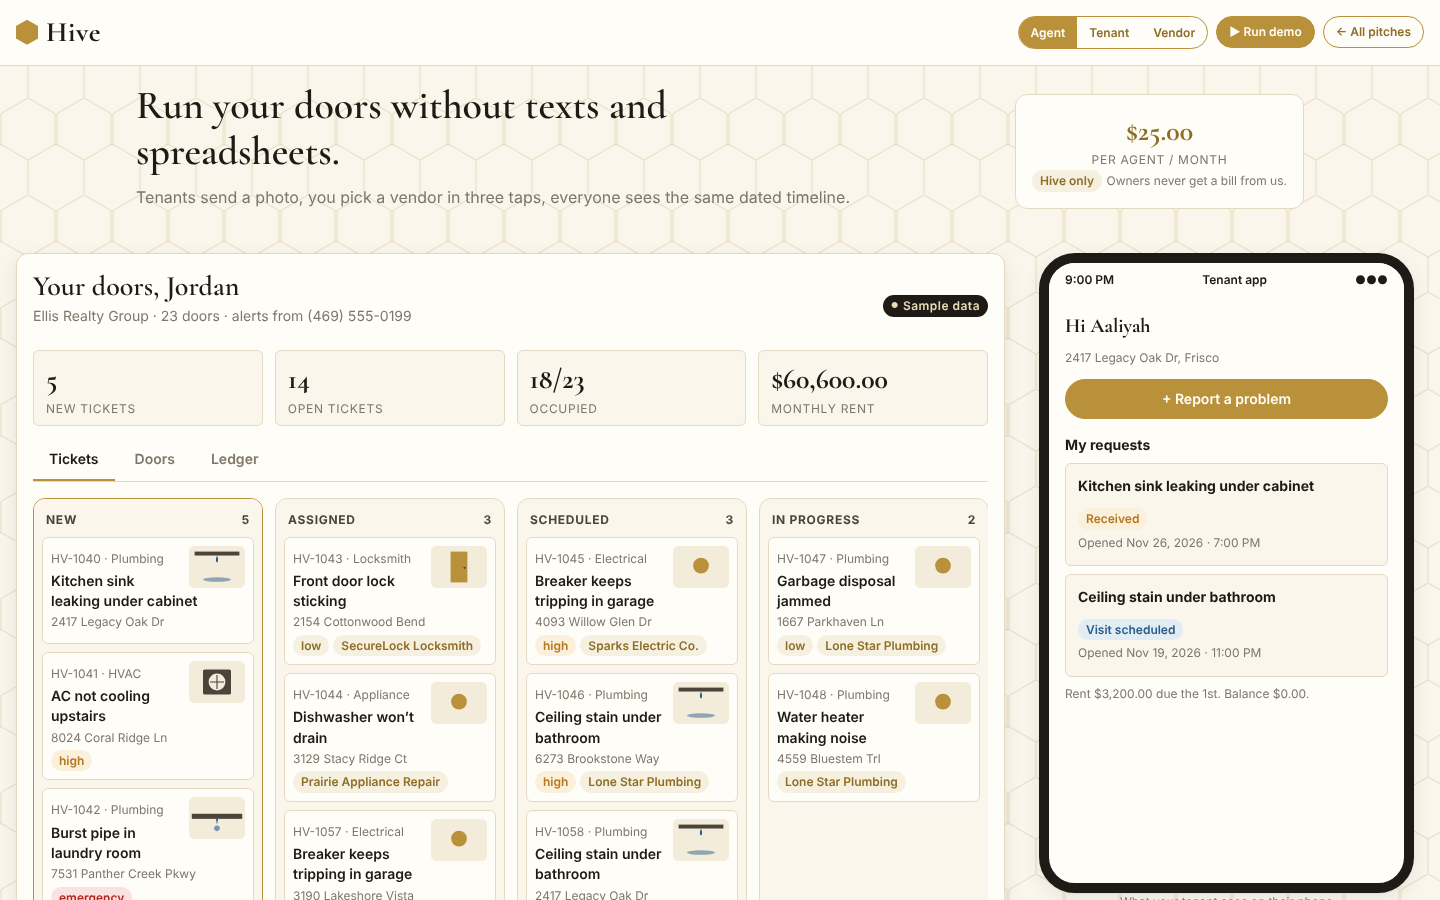 Hive
Agent
Tenant
Vendor
▶ Run demo
← All pitches
Run your doors without texts and
spreadsheets.
Tenants send a photo, you pick a vendor in three taps, everyone sees the same dated timeline.
$25.00
PER AGENT / MONTH
Hive only Owners never get a bill from us.
Your doors, Jordan
Ellis Realty Group · 23 doors · alerts from (469) 555-0199
Sample data
5
NEW TICKETS
14
OPEN TICKETS
18/23
OCCUPIED
$60,600.00
MONTHLY RENT
Tickets
Doors
Ledger
NEW 5
HV-1040 · Plumbing
Kitchen sink
leaking under cabinet
2417 Legacy Oak Dr
HV-1041 · HVAC
AC not cooling
upstairs
8024 Coral Ridge Ln
high
HV-1042 · Plumbing
Burst pipe in
laundry room
7531 Panther Creek Pkwy
emergency
ASSIGNED 3
HV-1043 · Locksmith
Front door lock
sticking
2154 Cottonwood Bend
low SecureLock Locksmith
HV-1044 · Appliance
Dishwasher won't
drain
3129 Stacy Ridge Ct
Prairie Appliance Repair
HV-1057 · Electrical
Breaker keeps
tripping in garage
3190 Lakeshore Vista
SCHEDULED 3
HV-1045 · Electrical
Breaker keeps
tripping in garage
4093 Willow Glen Dr
high Sparks Electric Co.
HV-1046 · Plumbing
Ceiling stain under
bathroom
6273 Brookstone Way
high Lone Star Plumbing
HV-1058 · Plumbing
Ceiling stain under
bathroom
2417 Legacy Oak Dr
IN PROGRESS 2
HV-1047 · Plumbing
Garbage disposal
jammed
1667 Parkhaven Ln
low Lone Star Plumbing
HV-1048 · Plumbing
Water heater
making noise
4559 Bluestem Trl
Lone Star Plumbing
9:00 PM
Tenant app
Hi Aaliyah
2417 Legacy Oak Dr, Frisco
+ Report a problem
My requests
Kitchen sink leaking under cabinet
Received
Opened Nov 26, 2026 · 7:00 PM
Ceiling stain under bathroom
Visit scheduled
Opened Nov 19, 2026 · 11:00 PM
Rent $3,200.00 due the 1st. Balance $0.00.
What your tenant sees on their phone